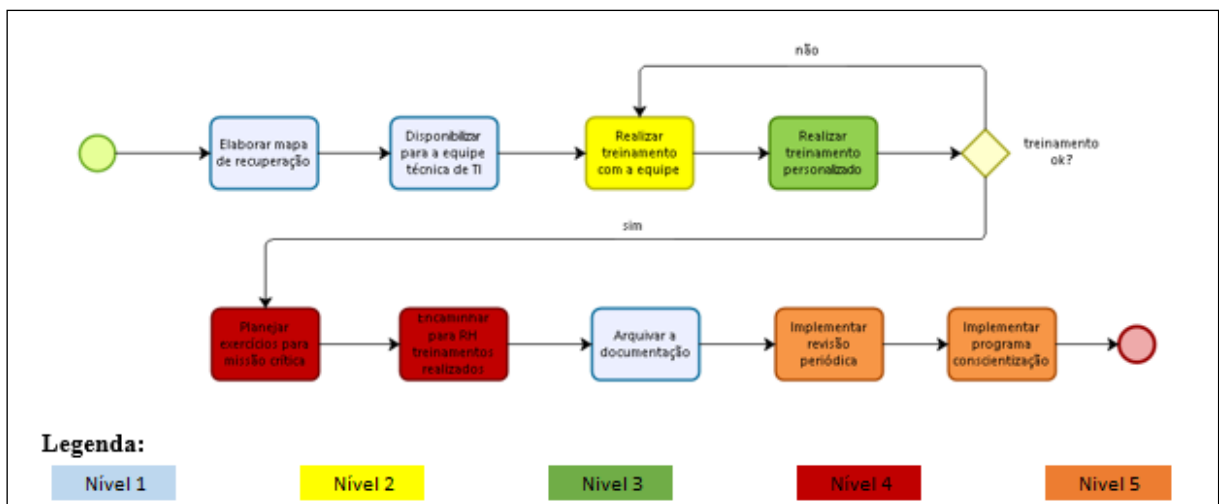 não
Elaborar mapa
de recuperação
Disponibilizar
para a equipe
técnica de TI
Realizar
treinamento
com a equipe
Realizar
treinamento
personalizado
treinamento
ok?
sim
Planejar
exercícios para
missão crítica
Encaminhar
para RH
treinamentos
realizados
Arquivar a
documentação
Implementar
revisão
periódica
Implementar
programa
conscientização
Legenda:
Nível 1
Nível 2
Nível 3
Nível 4
Nível 5